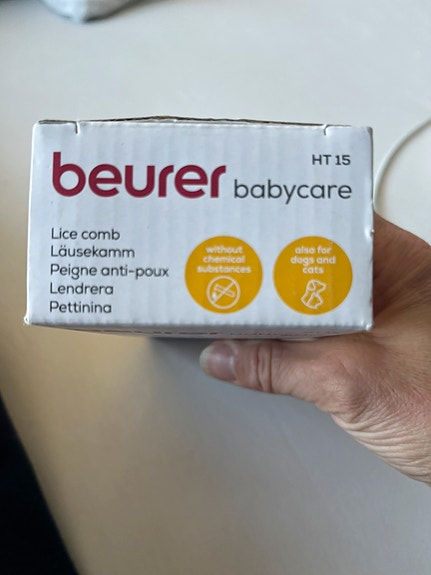 HT 15
beurer babycare
Lice comb
Läusekamm
Peigne anti-poux
Lendrera
Pettinina
without
chemical
substances
also for
dogs and
cats